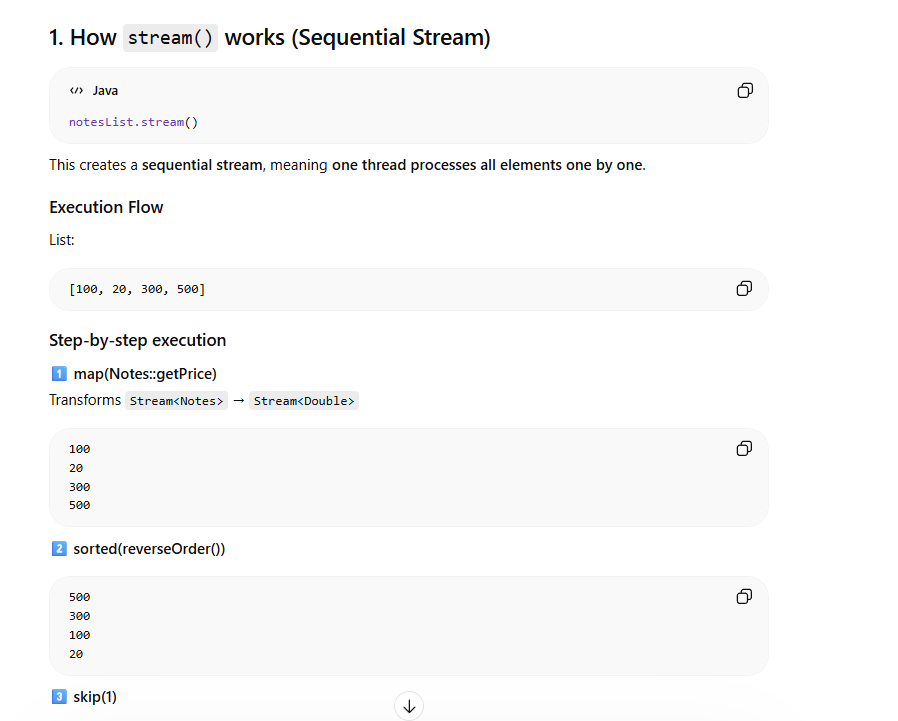 1. How stream() works (Sequential Stream)
</> Java
notesList.stream()
This creates a sequential stream, meaning one thread processes all elements one by one.
Execution Flow
List:
[100, 20, 300, 500]
Step-by-step execution
1 map(Notes::getPrice)
Transforms Stream<Notes> → Stream<Double>
100
20
300
500
2 sorted(reverseOrder())
500
300
100
20
3 skip(1)